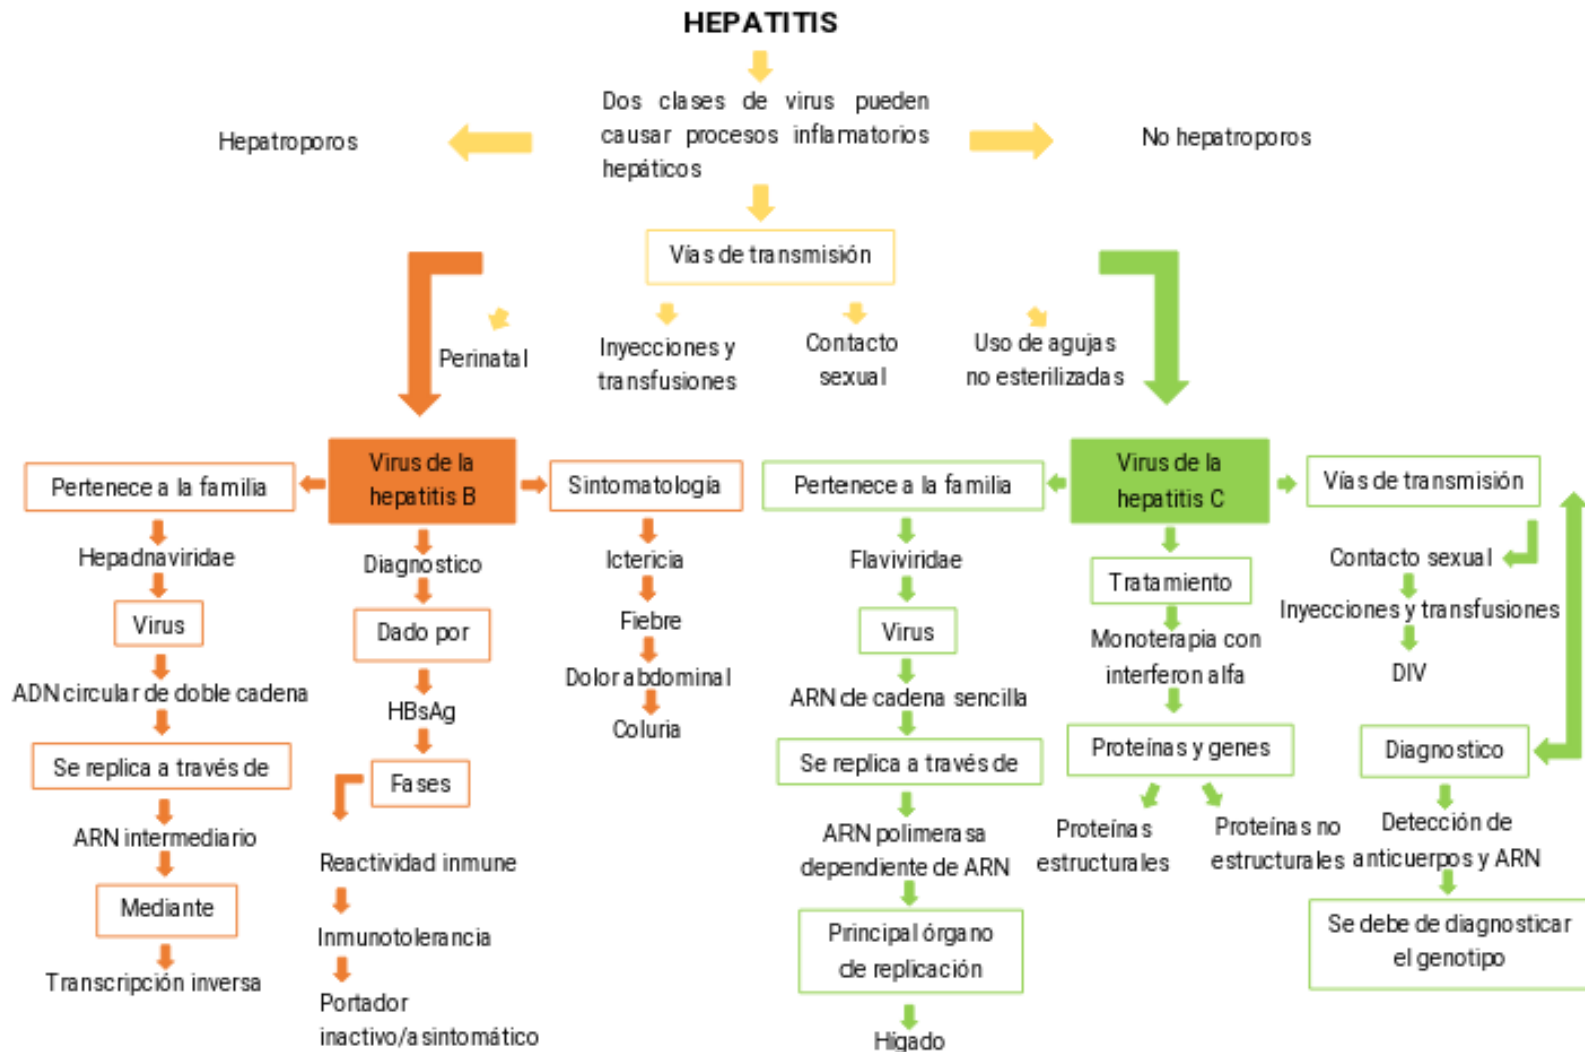 HEPATITIS
Dos clases de virus pueden
causar procesos inflamatorios
hepáticos
Hepatroporos
No hepatroporos
Vías de transmisión
Perinatal
Inyecciones y
transfusiones
Contacto
sexual
Uso de agujas
no esterilizadas
Virus de la
hepatitis B
Pertenece a la familia
Hepadnaviridae
Virus
ADN circular de doble cadena
Se replica a través de
ARN intermediario
Mediante
Transcripción inversa
Diagnostico
Dado por
HBsAg
Fases
Reactividad inmune
Inmunotolerancia
Portador
inactivo/asintomático
Sintomatología
Ictericia
Fiebre
Dolor abdominal
Coluria
Virus de la
hepatitis C
Pertenece a la familia
Flaviviridae
Virus
ARN de cadena sencilla
Se replica a través de
ARN polimerasa
dependiente de ARN
Principal órgano
de replicación
Hígado
Tratamiento
Monoterapia con
interferon alfa
Proteínas y genes
Proteínas
estructurales
Proteínas no
estructurales
Vías de transmisión
Contacto sexual
Inyecciones y transfusiones
DIV
Diagnostico
Detección de
anticuerpos y ARN
Se debe de diagnosticar
el genotipo